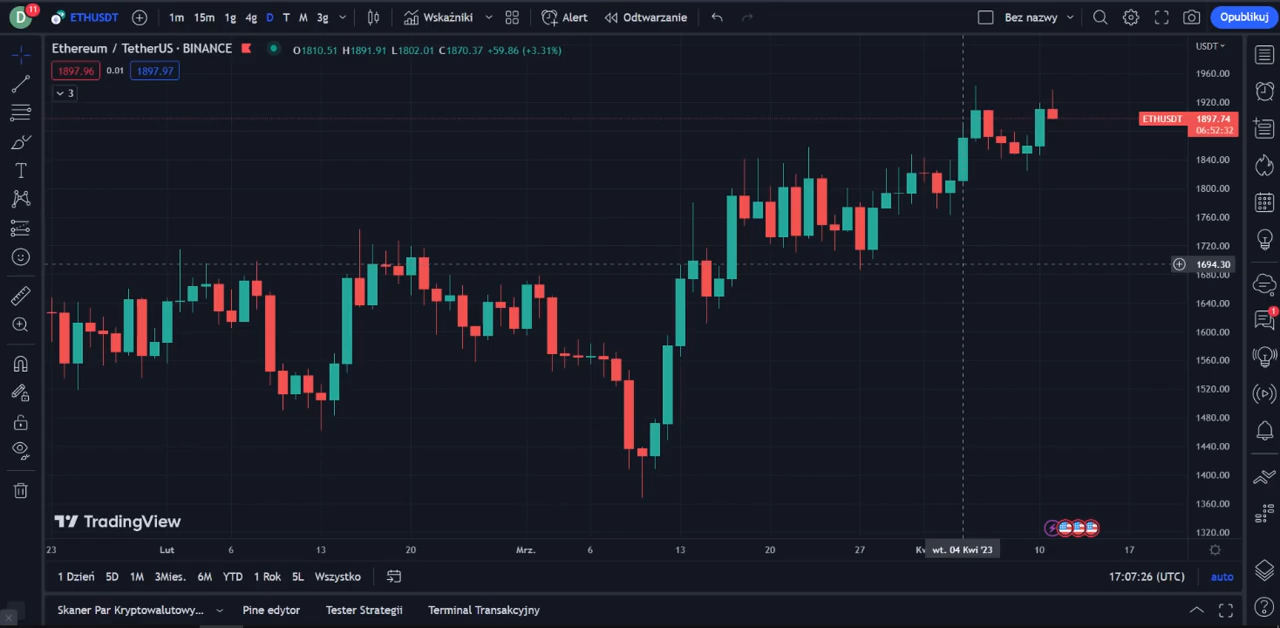 D 11 ETHUSDT 1m 15m 1g 4g D T M 3g Wskaźniki Alert Odtwarzanie Bez nazwy Opublikuj
Ethereum / TetherUS · BINANCE O1810.51 H1891.91 L1802.01 C1870.37 +59.86 (+3.31%)
USDT
1897.96 0.01 1897.97
3
1960.00
1920.00
ETHUSDT 1897.74
06:52:32
1840.00
1800.00
1760.00
1720.00
1694.30
1680.00
1640.00
1600.00
1560.00
1520.00
1480.00
1440.00
1400.00
1360.00
1320.00
1
TradingView
23 Lut 6 13 20 Mrz. 6 13 20 27 wt. 04 Kwi '23 10 17
1 Dzień 5D 1M 3Mies. 6M YTD 1 Rok 5L Wszystko 17:07:26 (UTC) auto
Skaner Par Kryptowalutowy... Pine edytor Tester Strategii Terminal Transakcyjny